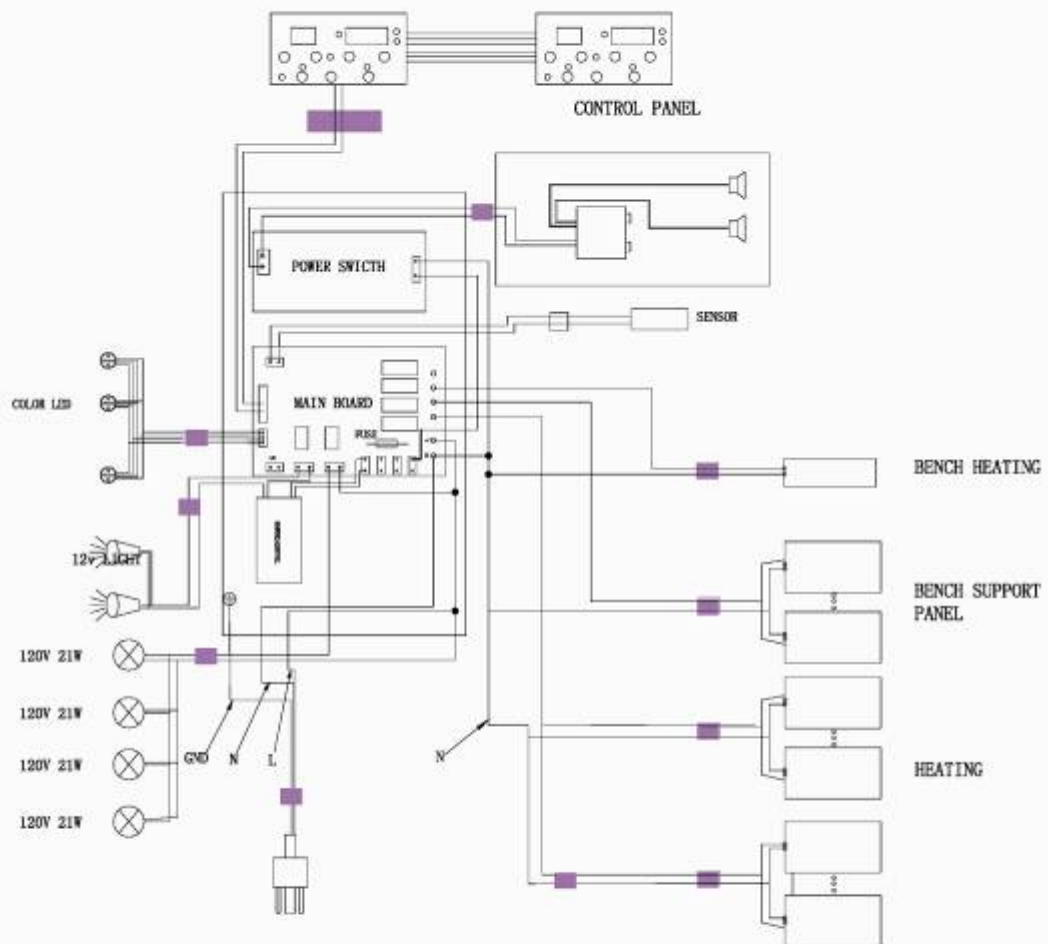 CONTROL PANEL
POWER SWICTH
SENSOR
COLOR LED
MAIN BOARD
FUSE
BENCH HEATING
12v LIGHT
BENCH SUPPORT
PANEL
120V 21W
120V 21W
120V 21W
120V 21W
GND
N
L
N
HEATING